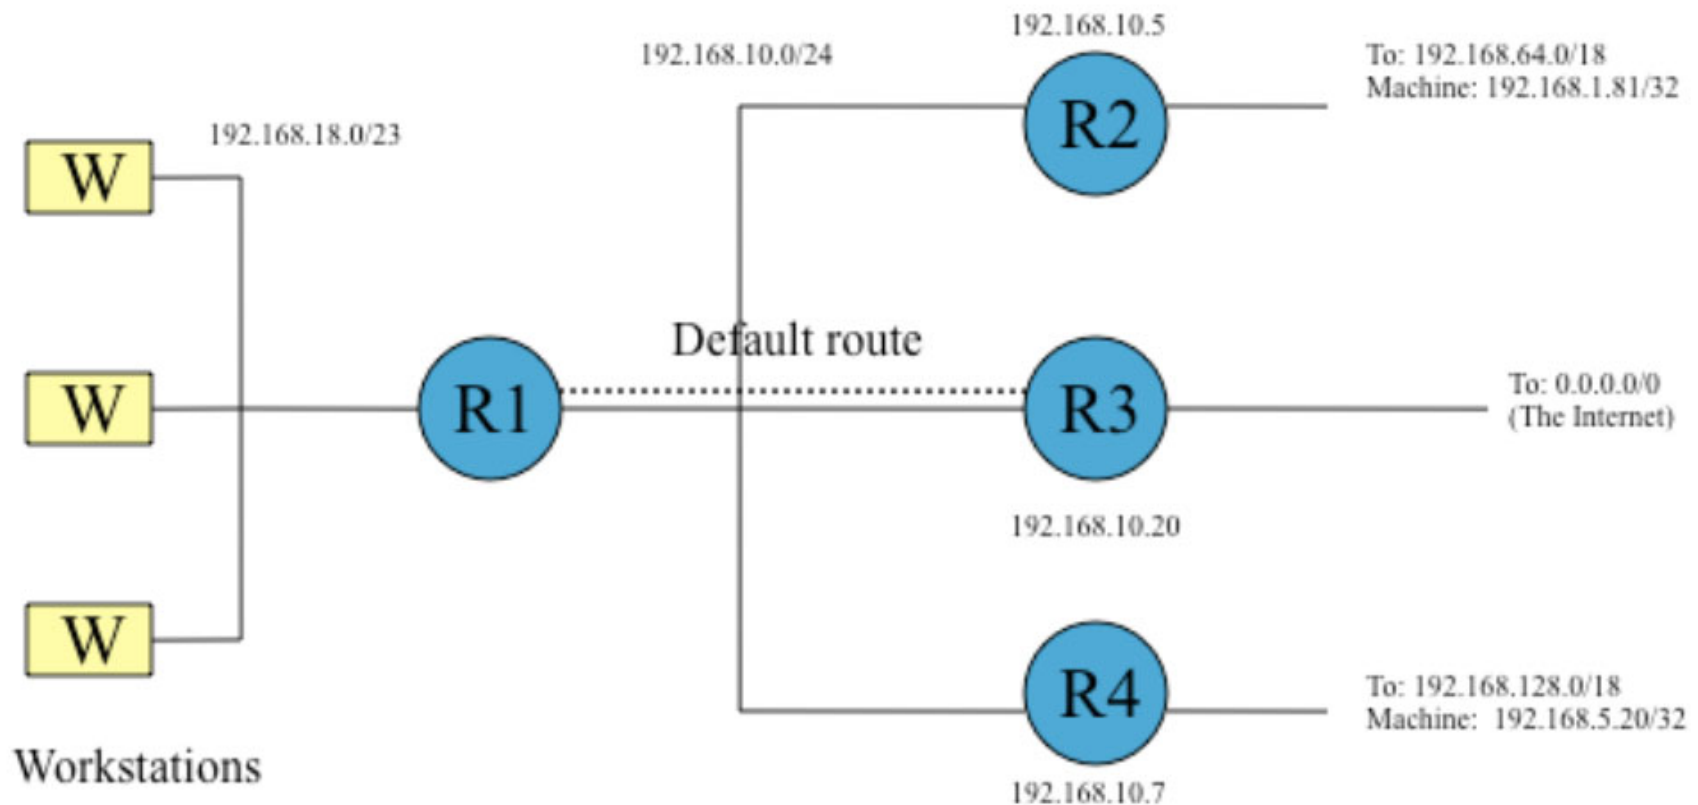 192.168.10.5
192.168.10.0/24
To: 192.168.64.0/18
Machine: 192.168.1.81/32
R2
192.168.18.0/23
W
Default route
W
R1
R3
To: 0.0.0.0/0
(The Internet)
192.168.10.20
W
R4
To: 192.168.128.0/18
Machine: 192.168.5.20/32
Workstations
192.168.10.7